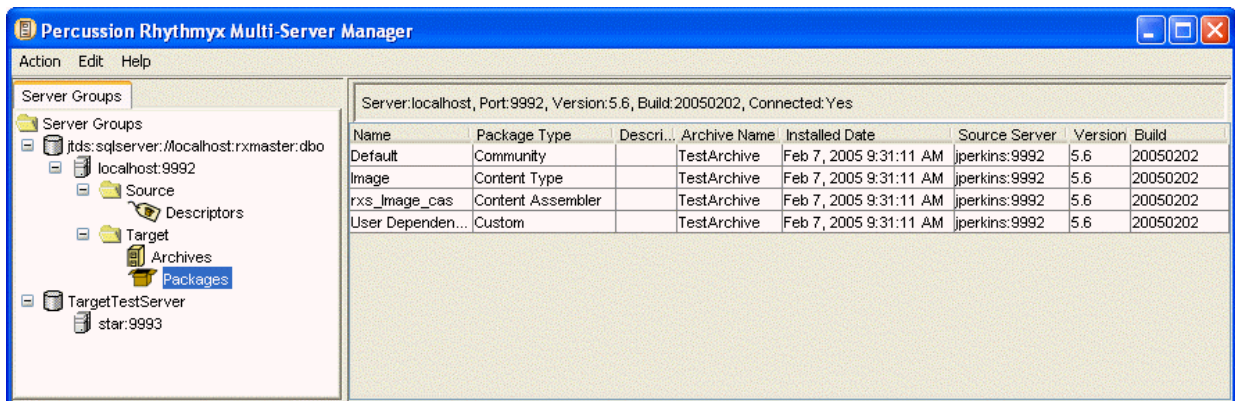 Percussion Rhythmyx Multi-Server Manager
Action Edit Help
Server Groups
Server Groups
jtds:sqlserver://localhost:rxmaster:dbo
localhost:9992
Source
Descriptors
Target
Archives
Packages
TargetTestServer
star:9993
Server:localhost, Port:9992, Version:5.6, Build:20050202, Connected:Yes
Name Package Type Descri... Archive Name Installed Date Source Server Version Build
Default Community TestArchive Feb 7, 2005 9:31:11 AM jperkins:9992 5.6 20050202
Image Content Type TestArchive Feb 7, 2005 9:31:11 AM jperkins:9992 5.6 20050202
rxs_Image_cas Content Assembler TestArchive Feb 7, 2005 9:31:11 AM jperkins:9992 5.6 20050202
User Dependen... Custom TestArchive Feb 7, 2005 9:31:11 AM jperkins:9992 5.6 20050202